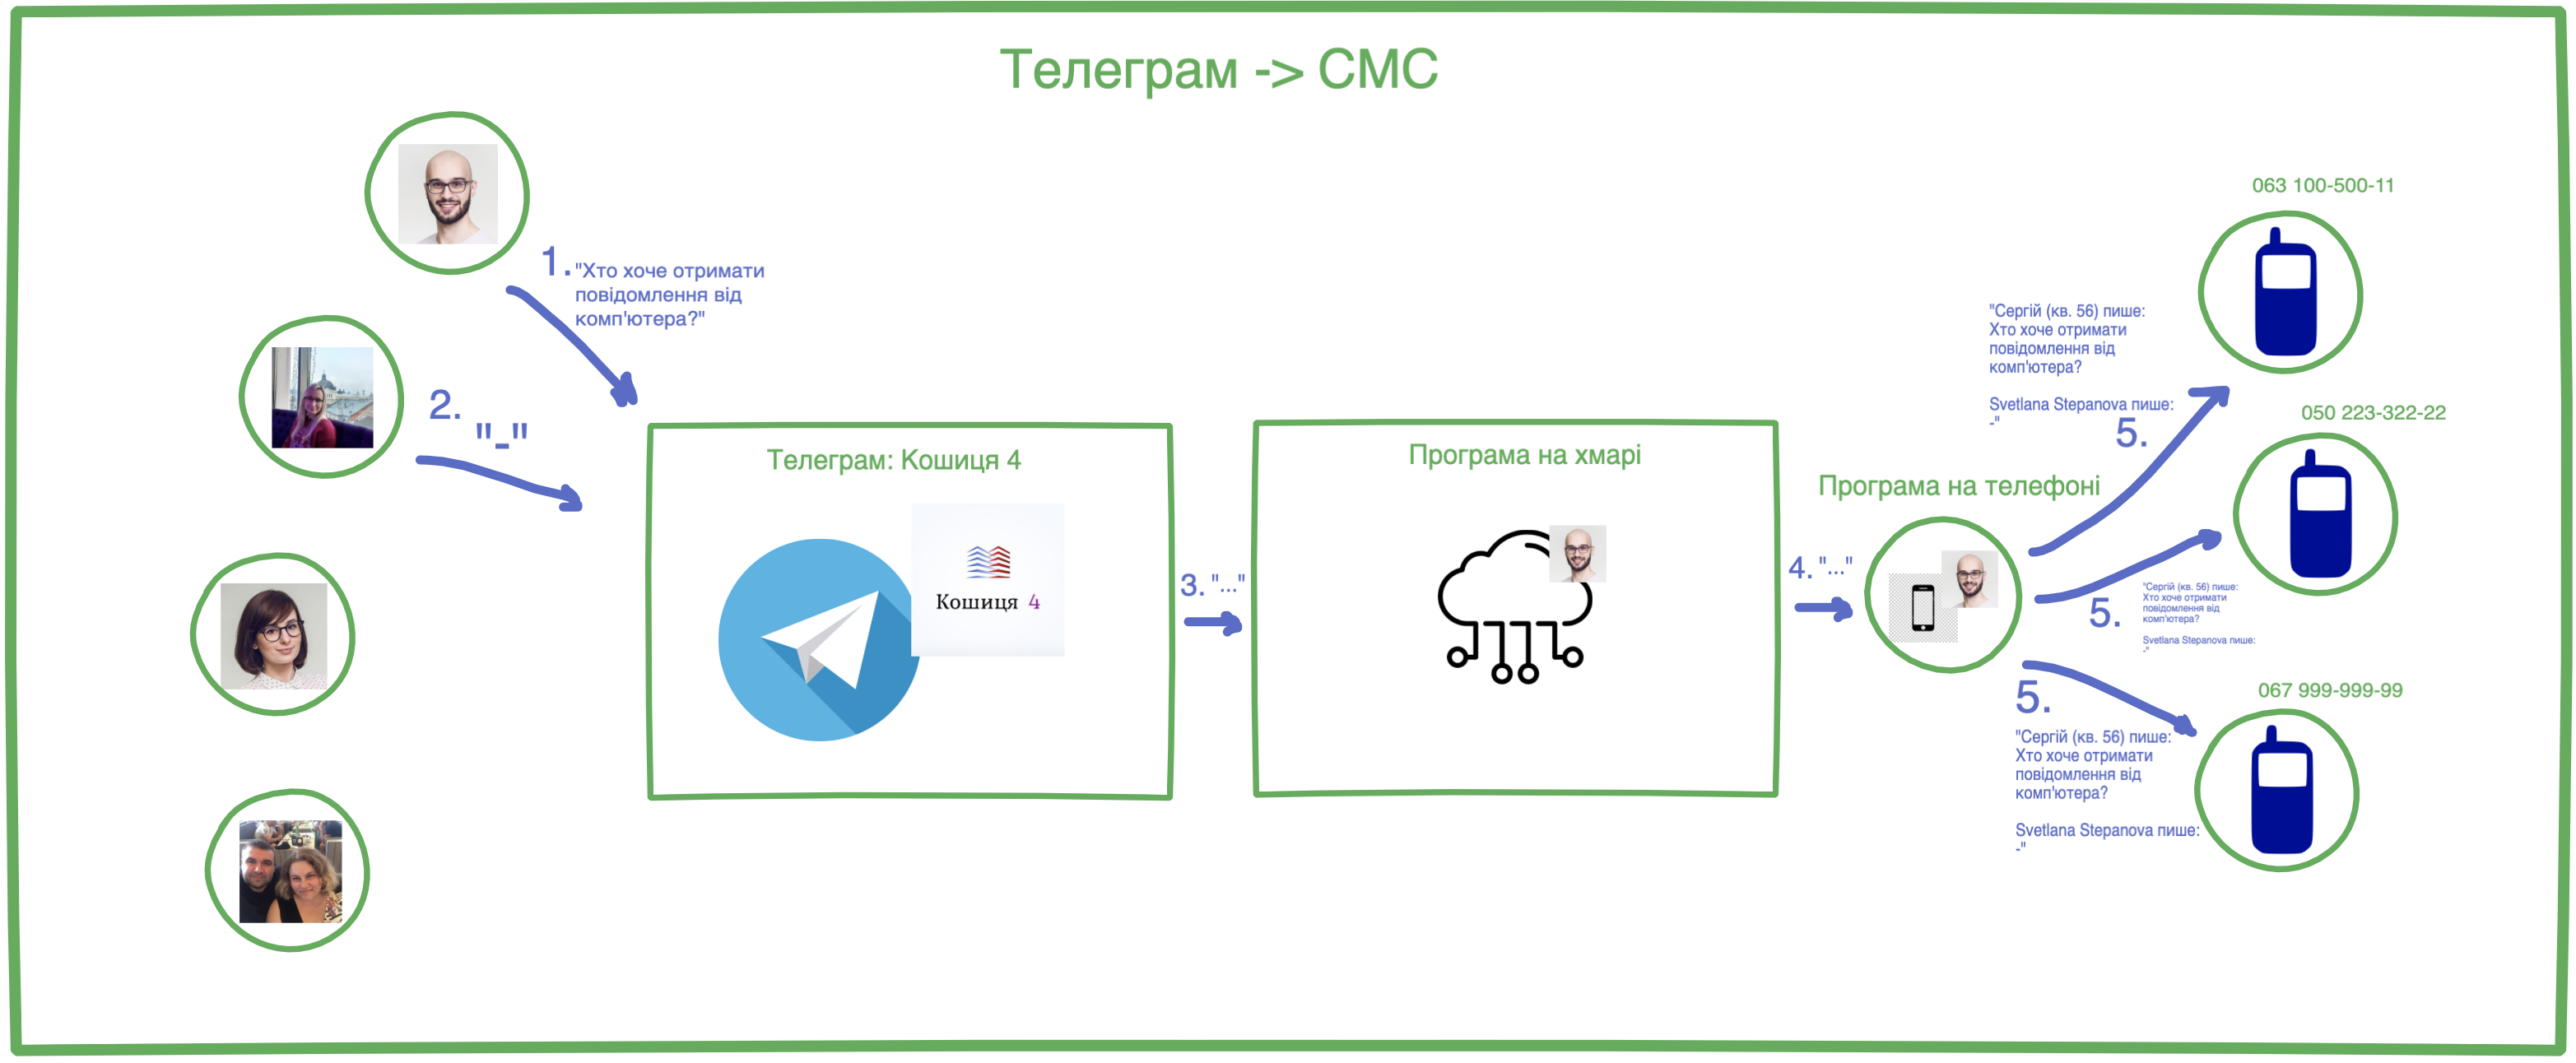 Телеграм -> СМС
1.
"Хто хоче отримати
повідомлення від
комп'ютера?"
2.
"-"
Телеграм: Кошиця 4
Кошиця 4
3. "..."
Програма на хмарі
4. "..."
Програма на телефоні
063 100-500-11
"Сергій (кв. 56) пише:
Хто хоче отримати
повідомлення від
комп'ютера?
Svetlana Stepanova пише:
-"
5.
050 223-322-22
5.
"Сергій (кв. 56) пише:
Хто хоче отримати
повідомлення від
комп'ютера?
Svetlana Stepanova пише:
-"
067 999-999-99
5.
"Сергій (кв. 56) пише:
Хто хоче отримати
повідомлення від
комп'ютера?
Svetlana Stepanova пише:
-"